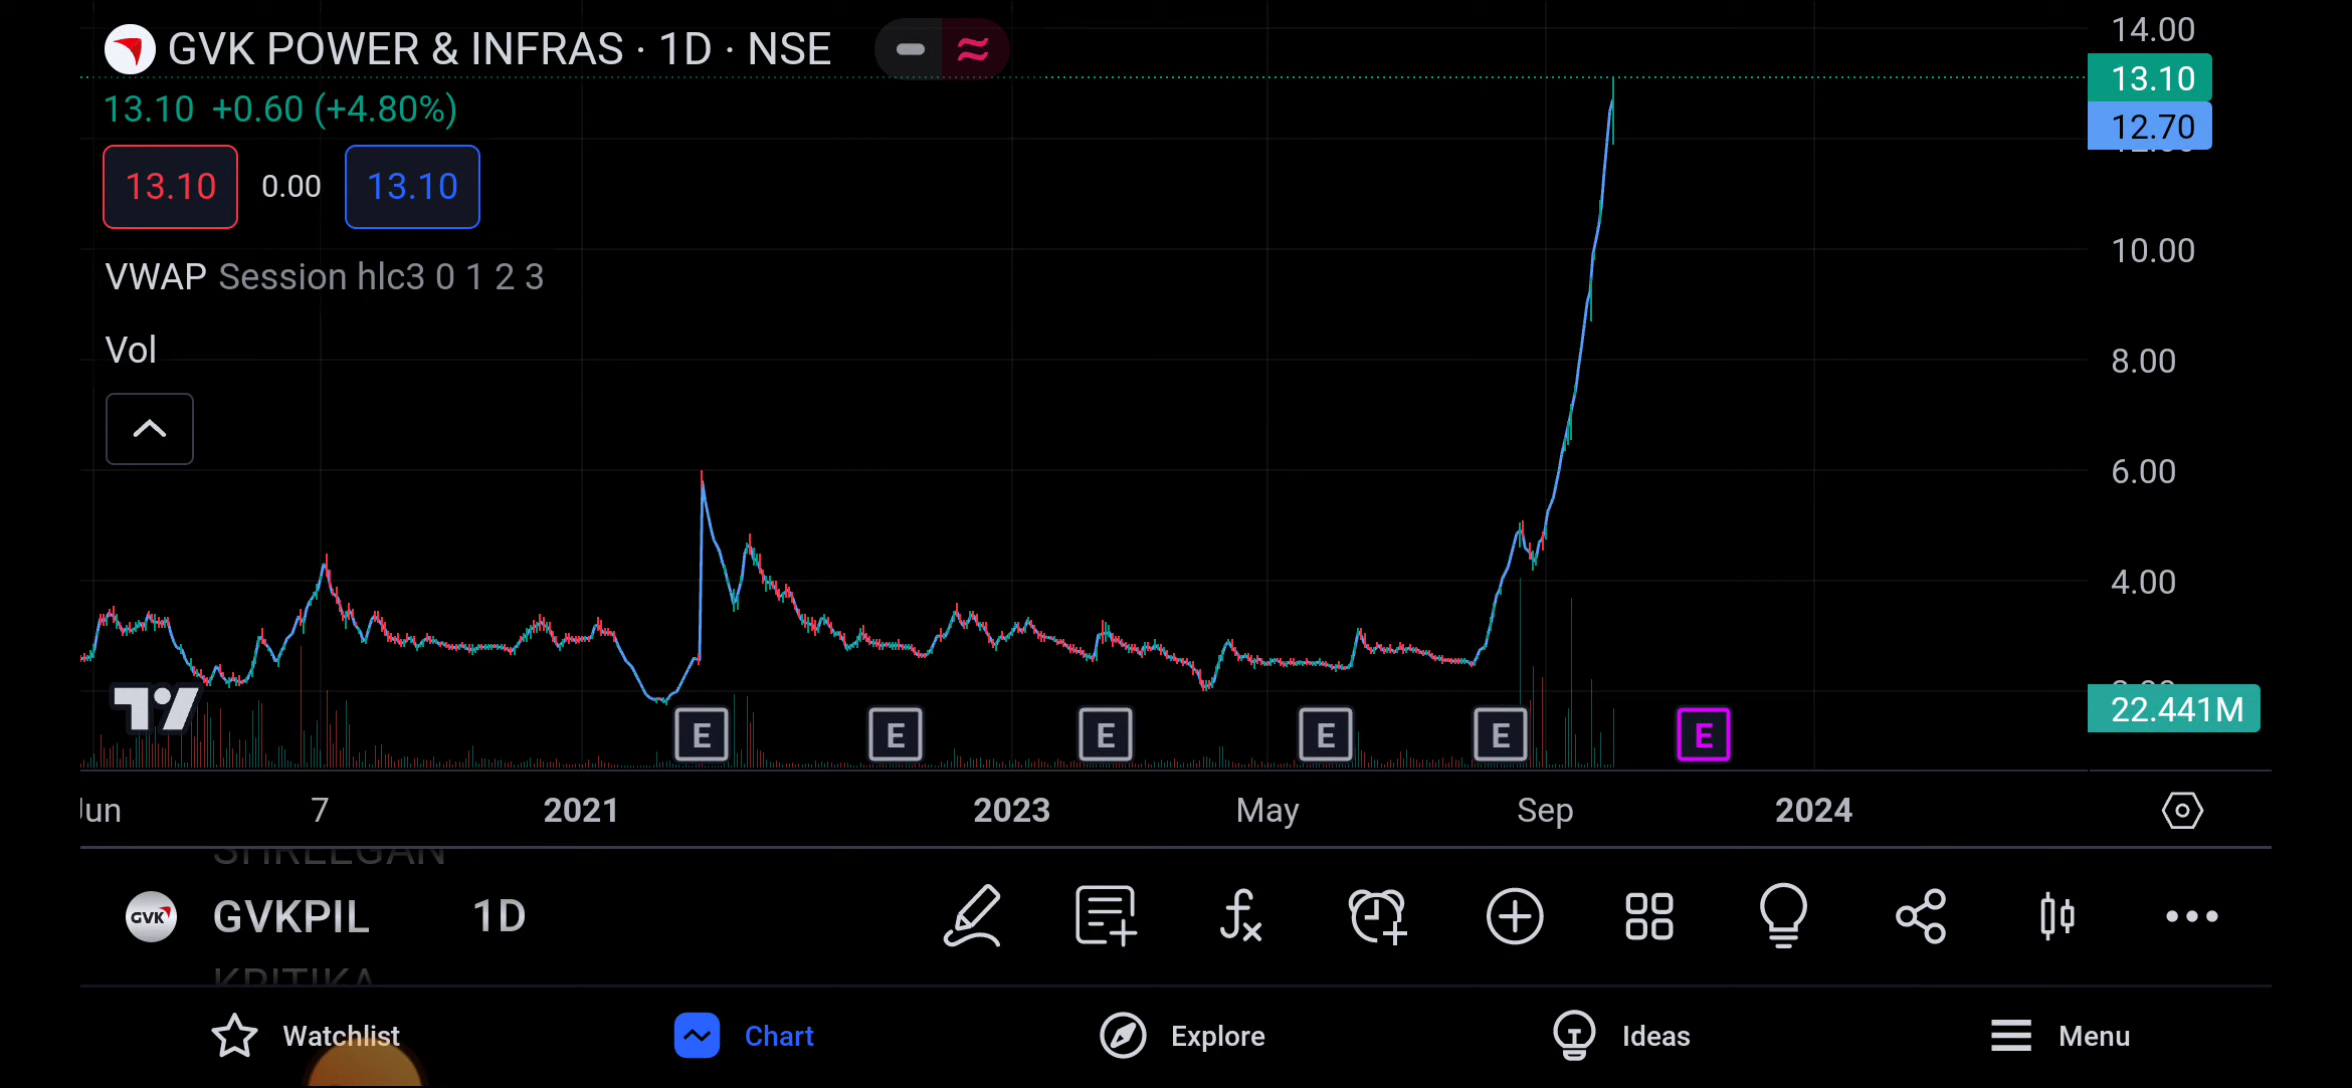 GVK POWER & INFRAS · 1D · NSE
14.00
13.10
13.10 +0.60 (+4.80%)
12.70
13.10 0.00 13.10
10.00
VWAP Session hlc3 0 1 2 3
Vol
8.00
6.00
4.00
22.441M
E E E E E E
Jun 7 2021 2023 May Sep 2024
GVK GVKPIL 1D
KRITIKA
Watchlist Chart Explore Ideas Menu